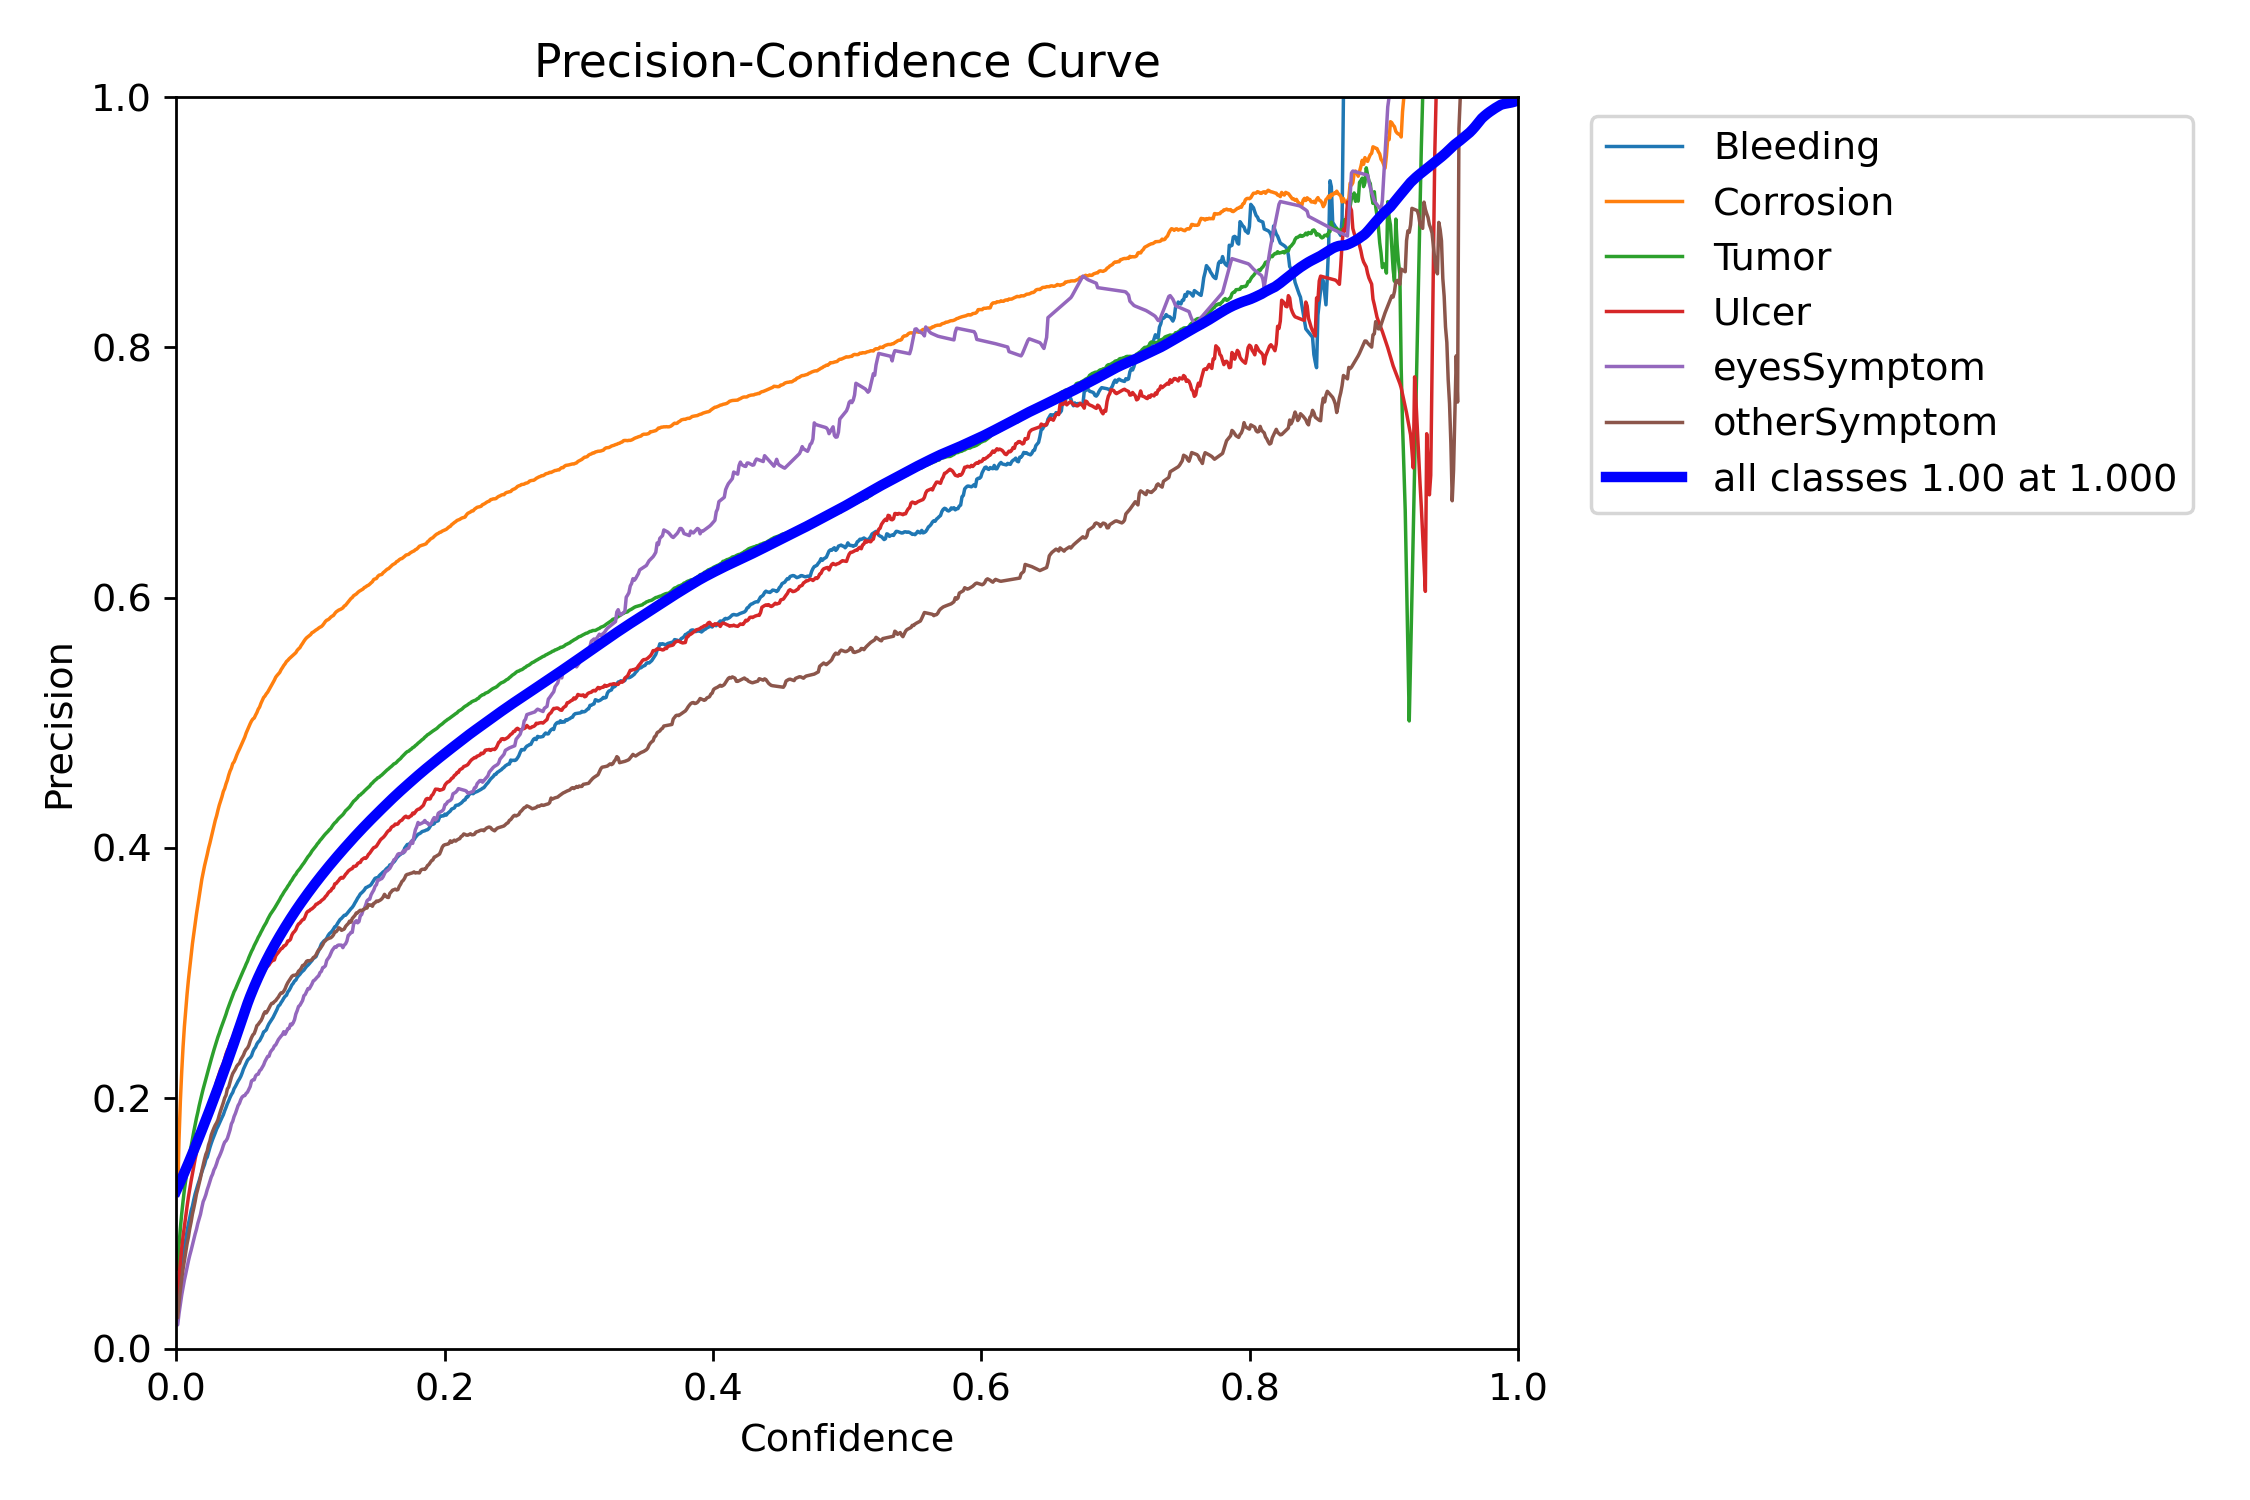 Precision-Confidence Curve
1.0
0.8
0.6
0.4
0.2
0.0
Precision
0.0 0.2 0.4 0.6 0.8 1.0
Confidence
Bleeding
Corrosion
Tumor
Ulcer
eyesSymptom
otherSymptom
all classes 1.00 at 1.000